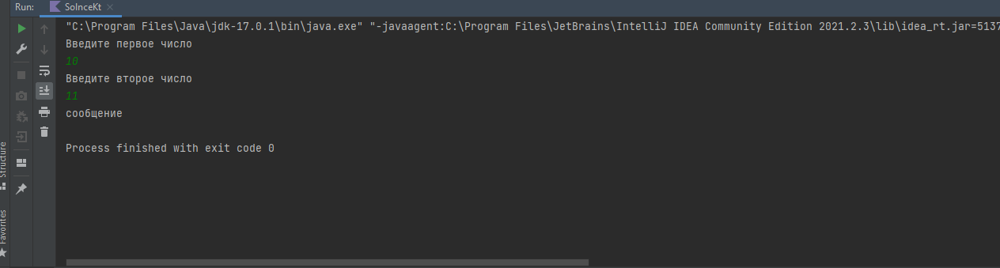 Run: SolnceKt
"C:\Program Files\Java\jdk-17.0.1\bin\java.exe" "-javaagent:C:\Program Files\JetBrains\IntelliJ IDEA Community Edition 2021.2.3\lib\idea_rt.jar=5137
Введите первое число
10
Введите второе число
11
сообщение
Process finished with exit code 0
Structure
Favorites